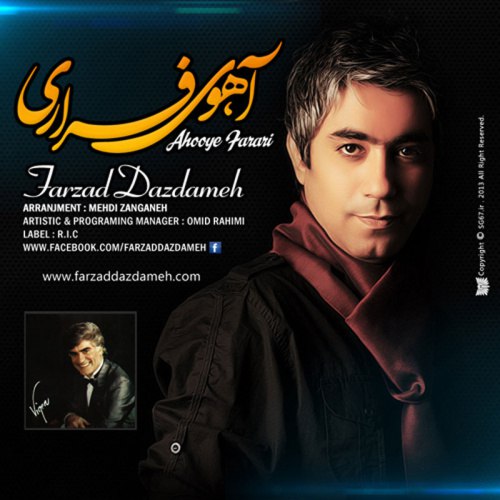 آهوی فراری
Ahooye Farari
Farzad Dazdameh
ARRANJMENT : MEHDI ZANGANEH
ARTISTIC & PROGRAMING MANAGER : OMID RAHIMI
LABEL : R.I.C
WWW.FACEBOOK.COM/FARZADDAZDAMEH f
www.farzaddazdameh.com
Vigen
Copyright © SG67.ir , 2013 All Right Reserved.